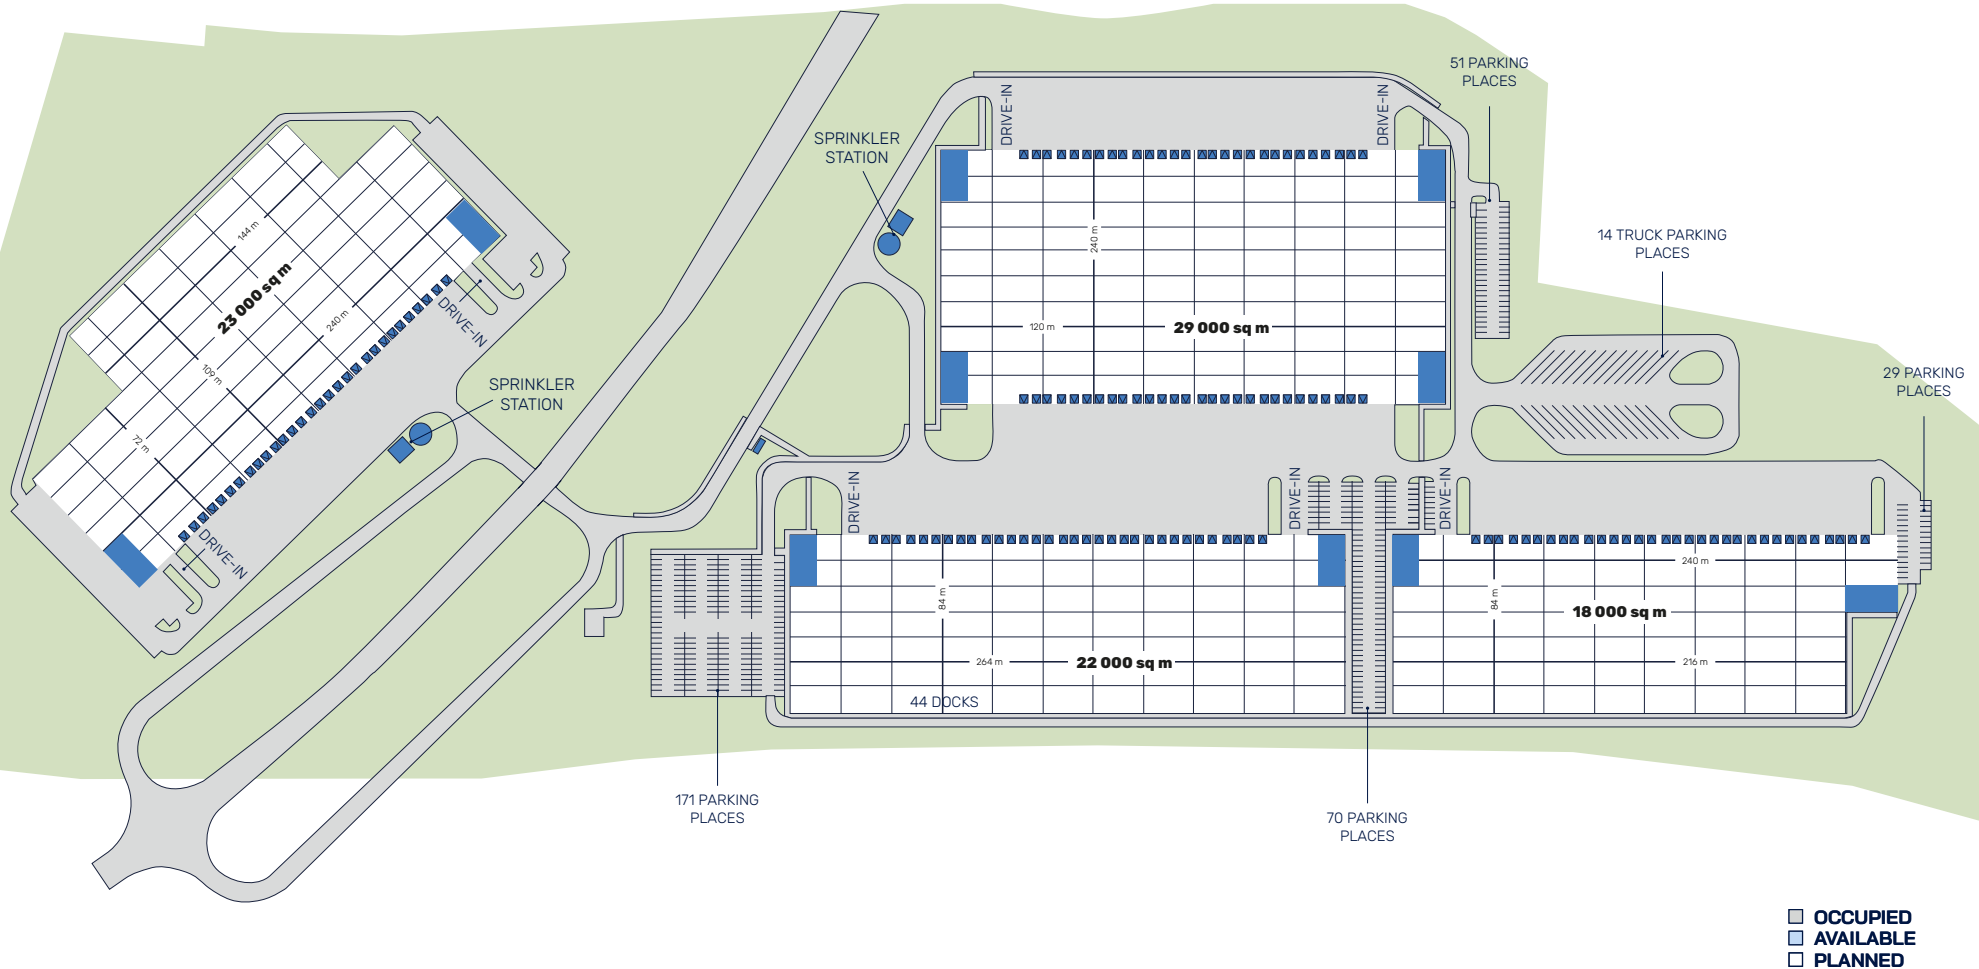 51 PARKING
PLACES
DRIVE-IN
DRIVE-IN
SPRINKLER
STATION
14 TRUCK PARKING
PLACES
144 m
240 m
23 000 sq m
240 m
DRIVE-IN
120 m
29 000 sq m
109 m
29 PARKING
PLACES
SPRINKLER
STATION
72 m
DRIVE-IN
DRIVE-IN
DRIVE-IN
DRIVE-IN
240 m
84 m
84 m
18 000 sq m
264 m
22 000 sq m
216 m
44 DOCKS
171 PARKING
PLACES
70 PARKING
PLACES
OCCUPIED
AVAILABLE
PLANNED